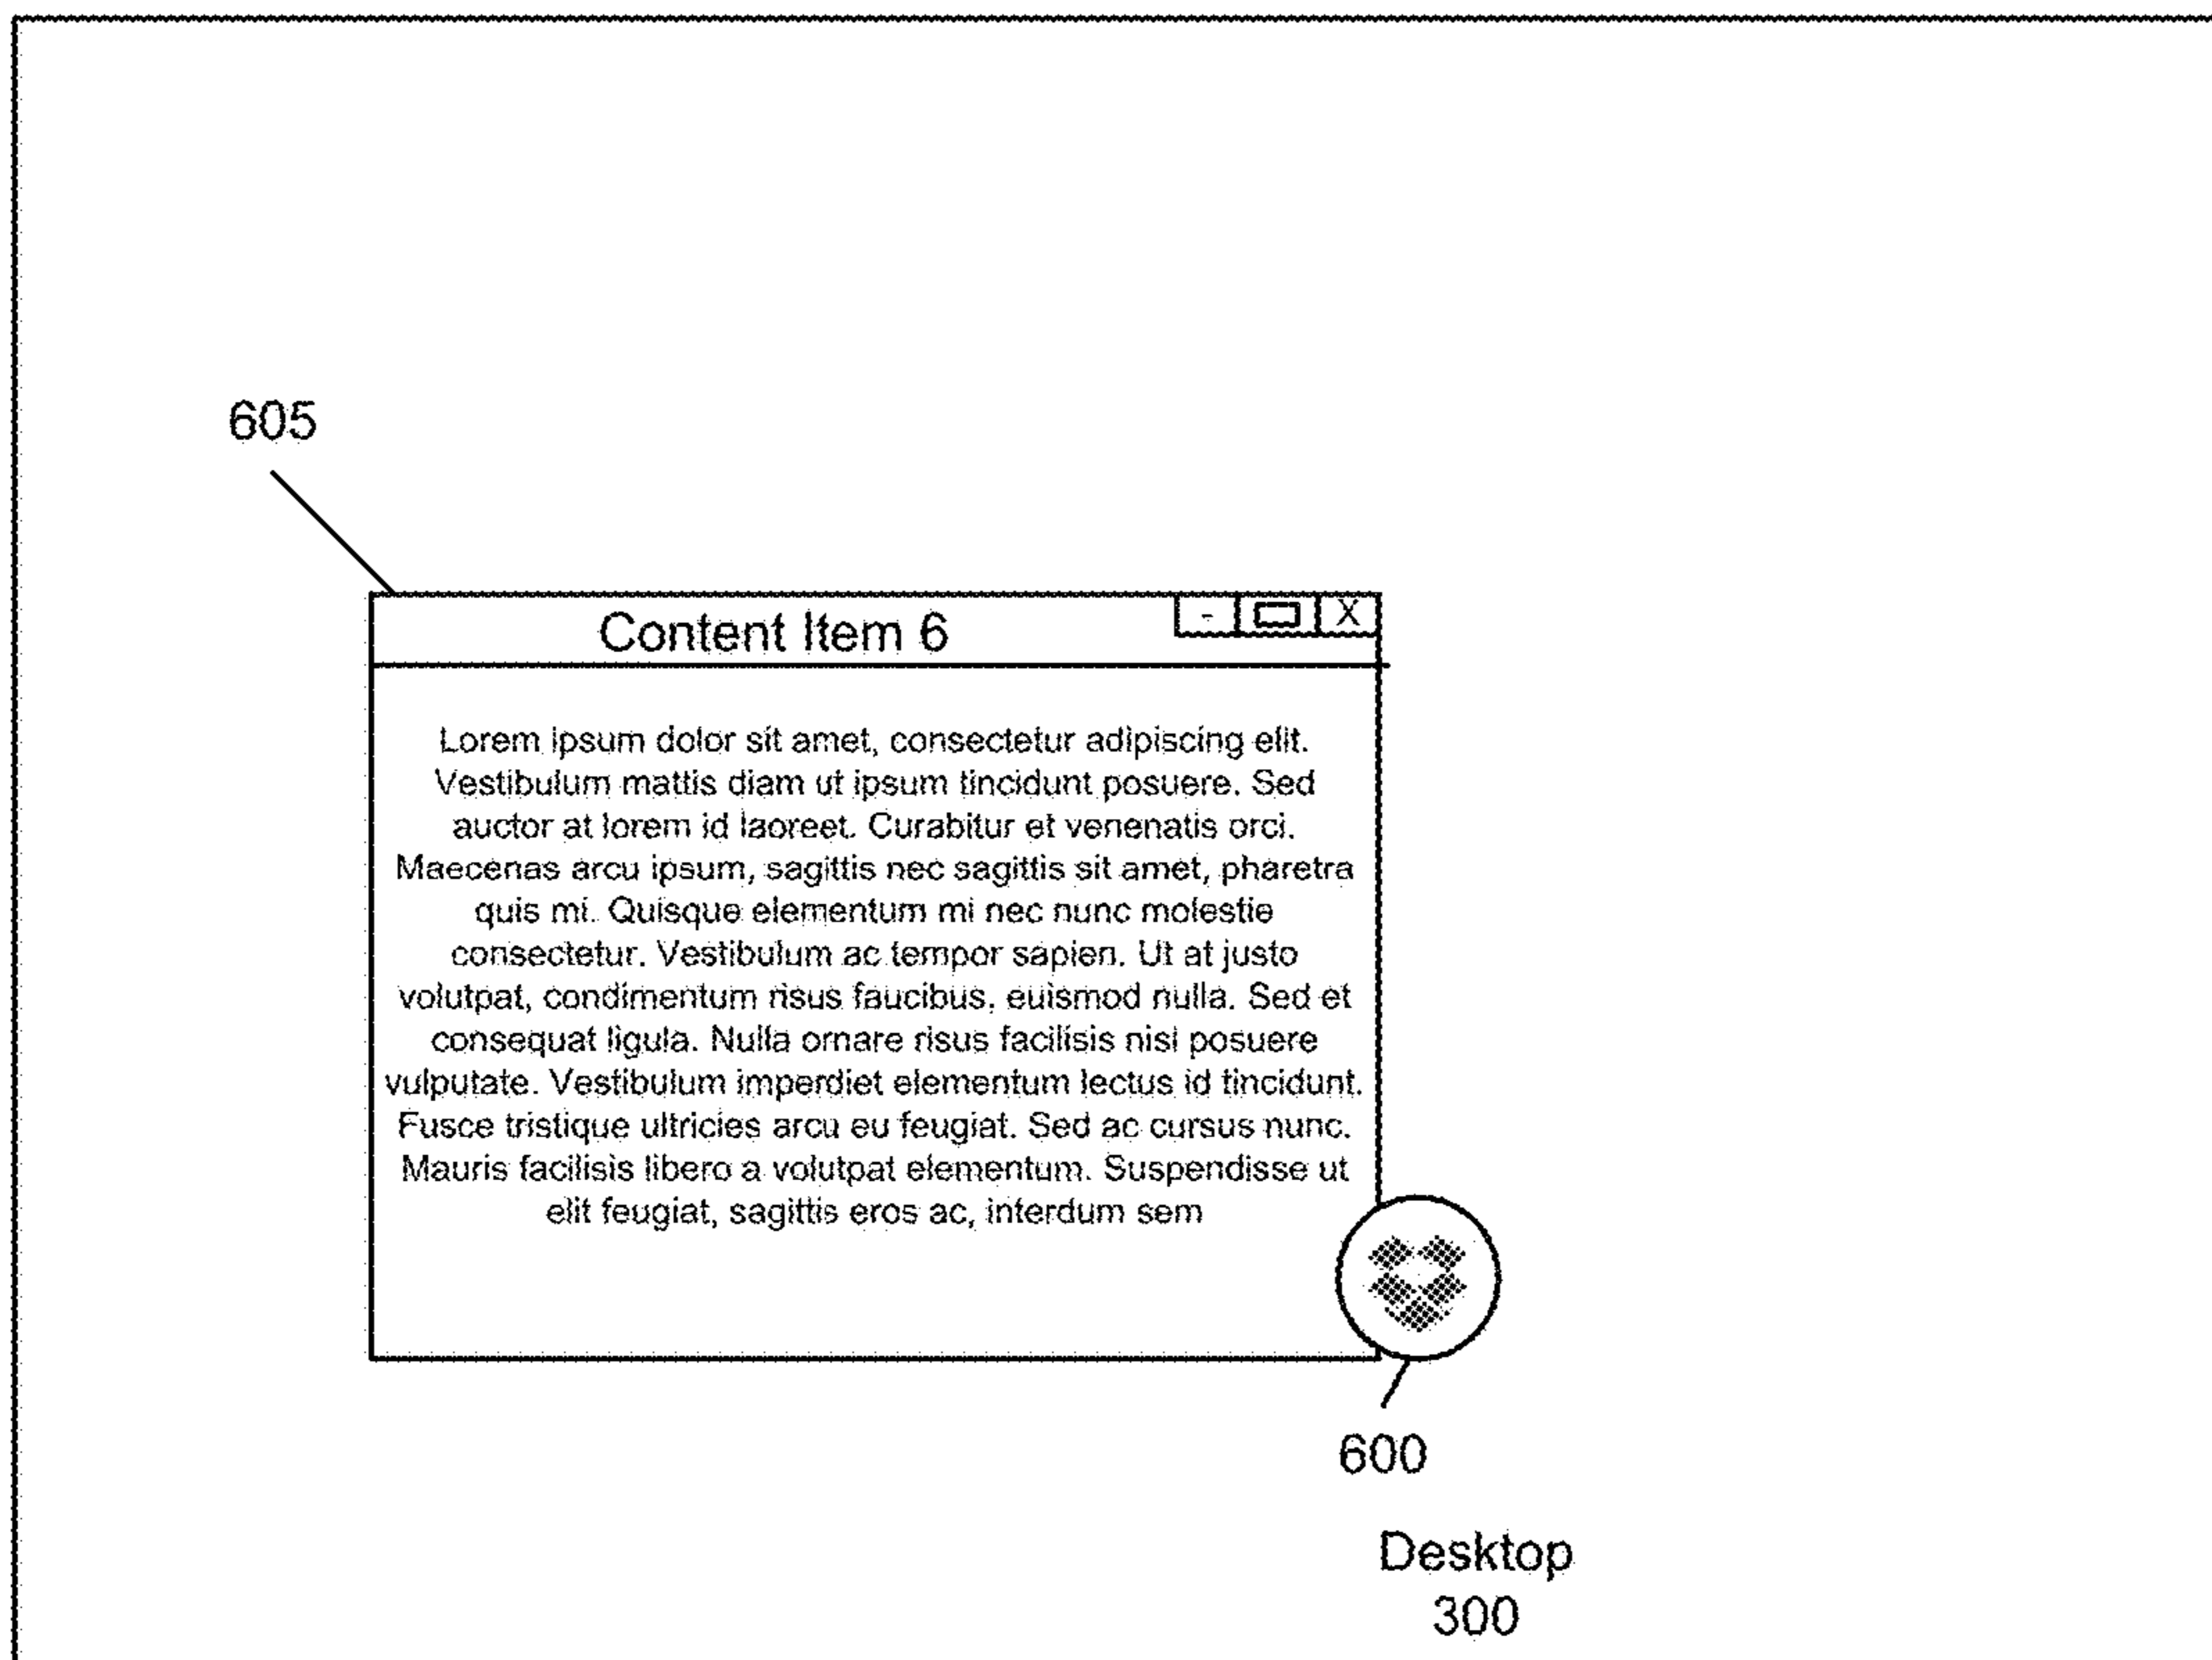 605
Content Item 6
-
X
Lorem ipsum dolor sit amet, consectetur adipiscing elit.
Vestibulum mattis diam ut ipsum tincidunt posuere. Sed
auctor at lorem id laoreet. Curabitur et venenatis orci.
Maecenas arcu ipsum, sagittis nec sagittis sit amet, pharetra
quis mi. Quisque elementum mi nec nunc molestie
consectetur. Vestibulum ac tempor sapien. Ut at justo
volutpat, condimentum risus faucibus, euismod nulla. Sed et
consequat ligula. Nulla ornare risus facilisis nisl posuere
vulputate. Vestibulum imperdiet elementum lectus id tincidunt.
Fusce tristique ultricies arcu eu feugiat. Sed ac cursus nunc.
Mauris facilisis libero a volutpat elementum. Suspendisse ut
elit feugiat, sagittis eros ac, interdum sem
600
Desktop
300